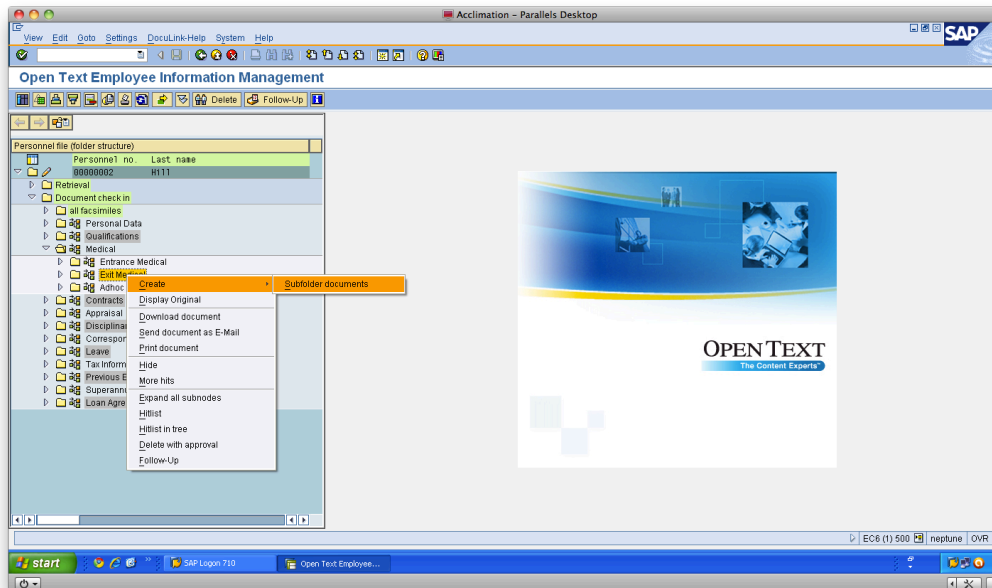 Acclimation - Parallels Desktop
View Edit Goto Settings DocuLink-Help System Help
SAP
Open Text Employee Information Management
Delete Follow-Up
Personnel file (folder structure)
Personnel no. Last name
00000002 Hill
Retrieval
Document check in
all facsimiles
Personal Data
Qualifications
Medical
Entrance Medical
Exit Medical
Adhoc
Contracts
Appraisal
Disciplinar
Correspon
Leave
Tax Inform
Previous E
Superannu
Loan Agre
Create
Subfolder documents
Display Original
Download document
Send document as E-Mail
Print document
Hide
More hits
Expand all subnodes
Hitlist
Hitlist in tree
Delete with approval
Follow-Up
OPEN TEXT
The Content Experts™
EC6 (1) 500 neptune OVR
start SAP Logon 710 Open Text Employee...